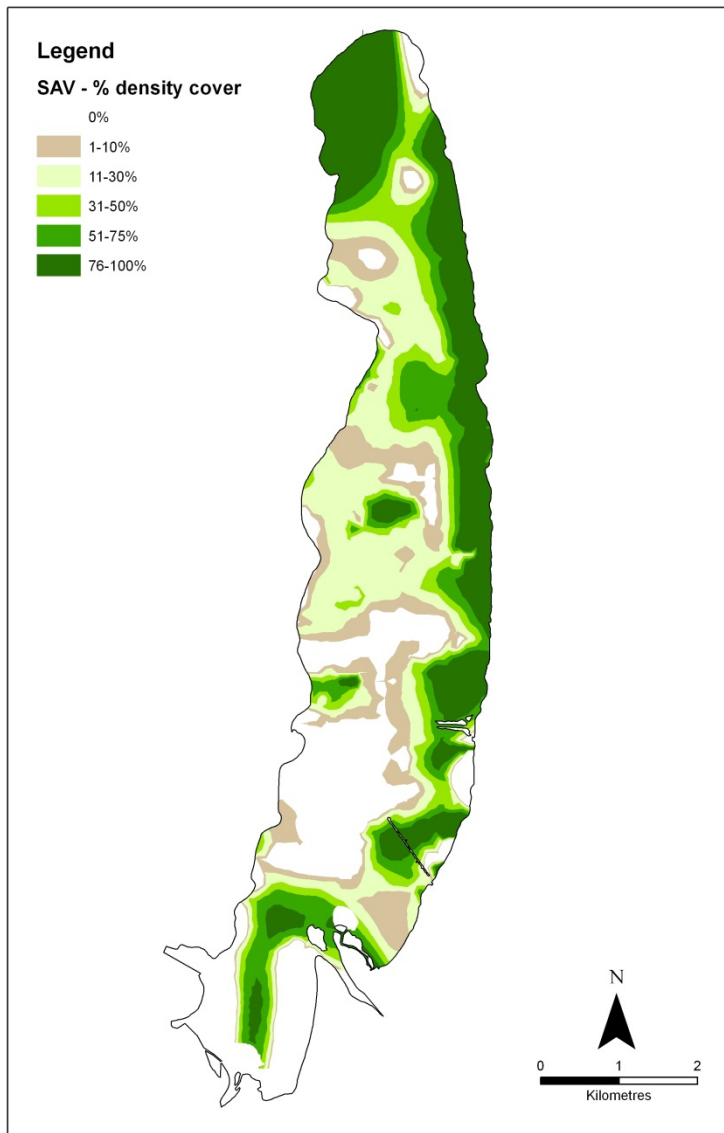 Legend
SAV - % density cover
0%
1-10%
11-30%
31-50%
51-75%
76-100%
N
0 1 2
Kilometres